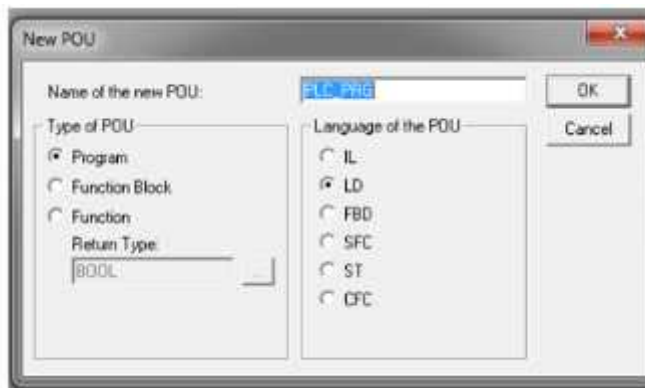 New POU
Name of the new POU: PLC_PRG OK
Cancel
Type of POU
Program
Function Block
Function
Return Type:
BOOL ...
Language of the POU
IL
LD
FBD
SFC
ST
CFC